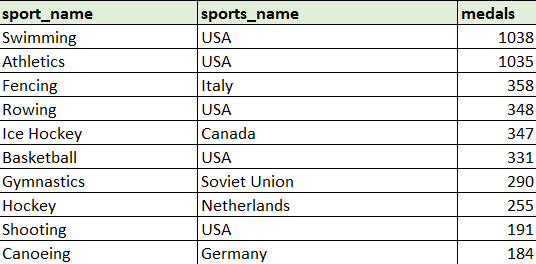 sport_name sports_name medals
Swimming USA 1038
Athletics USA 1035
Fencing Italy 358
Rowing USA 348
Ice Hockey Canada 347
Basketball USA 331
Gymnastics Soviet Union 290
Hockey Netherlands 255
Shooting USA 191
Canoeing Germany 184